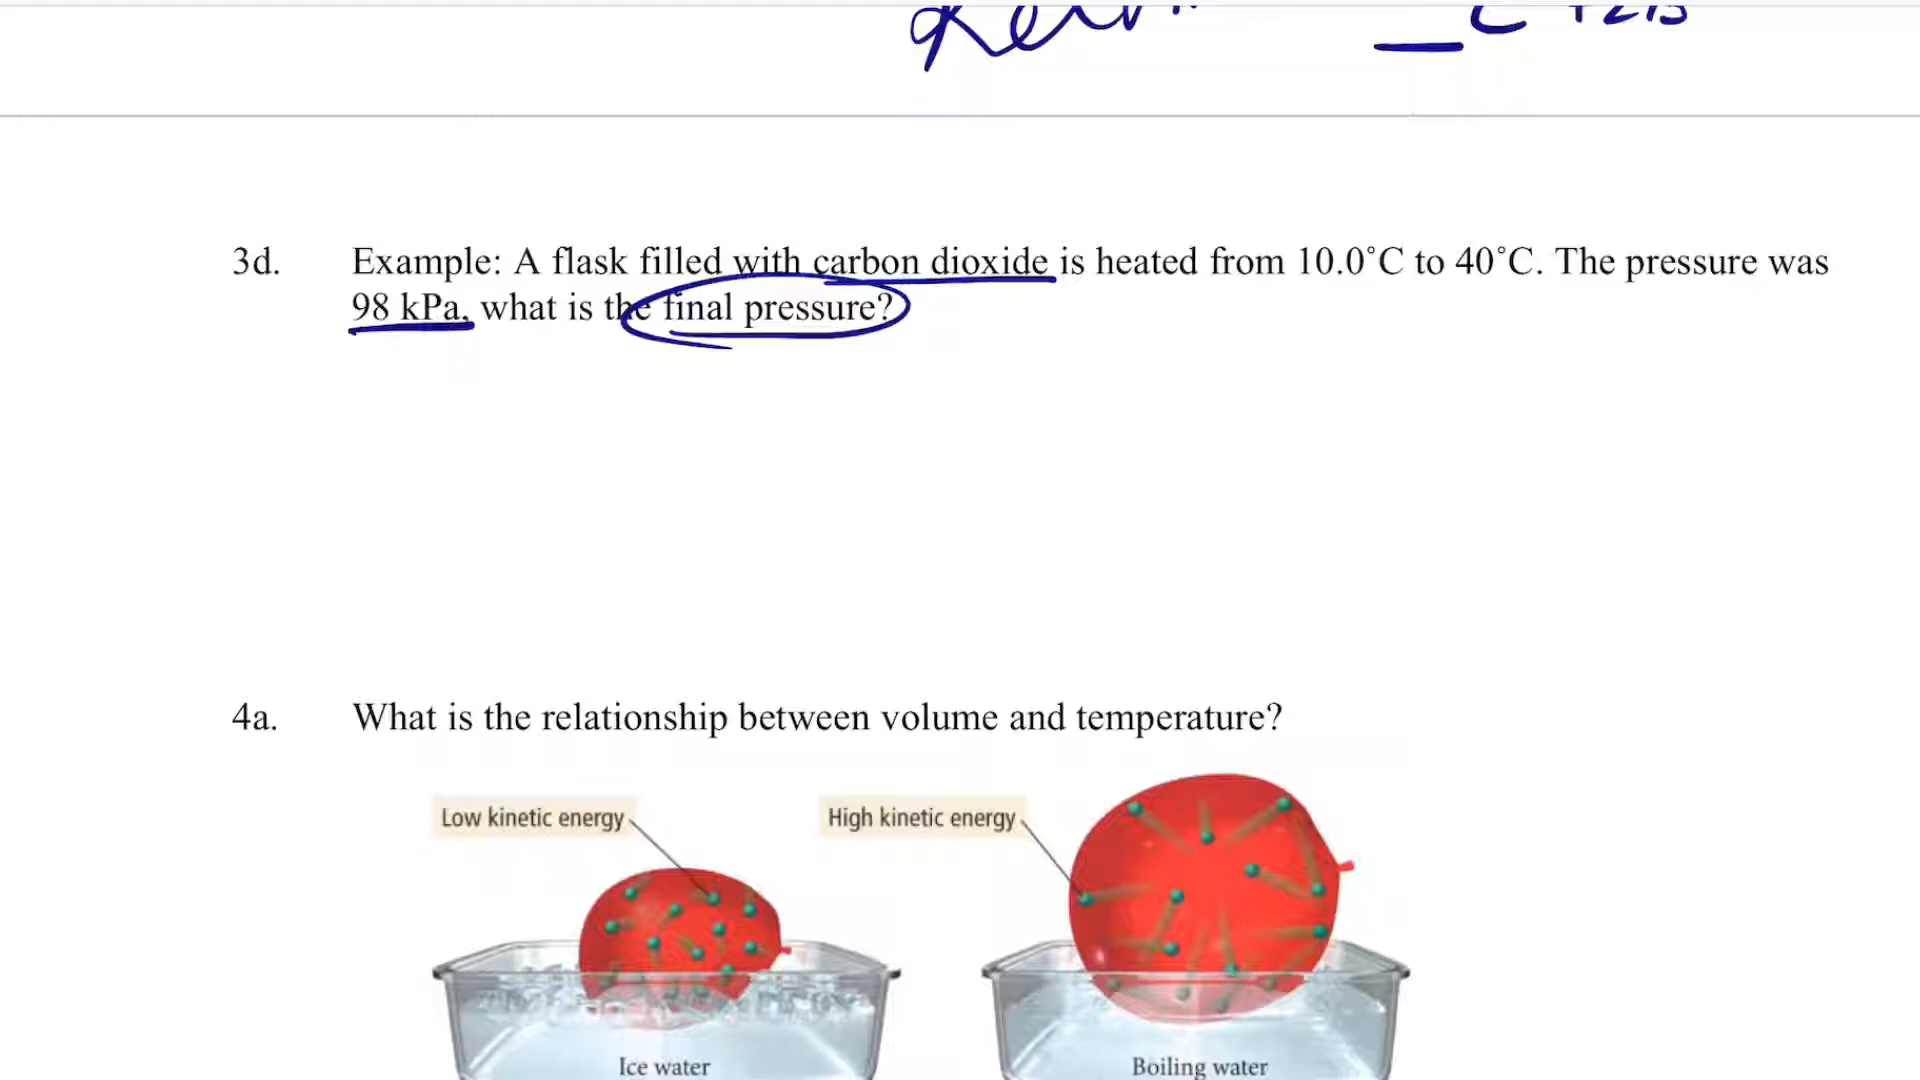 3d. Example: A flask filled with carbon dioxide is heated from 10.0°C to 40°C. The pressure was
98 kPa, what is the final pressure?
4a. What is the relationship between volume and temperature?
Low kinetic energy
High kinetic energy
Ice water
Boiling water